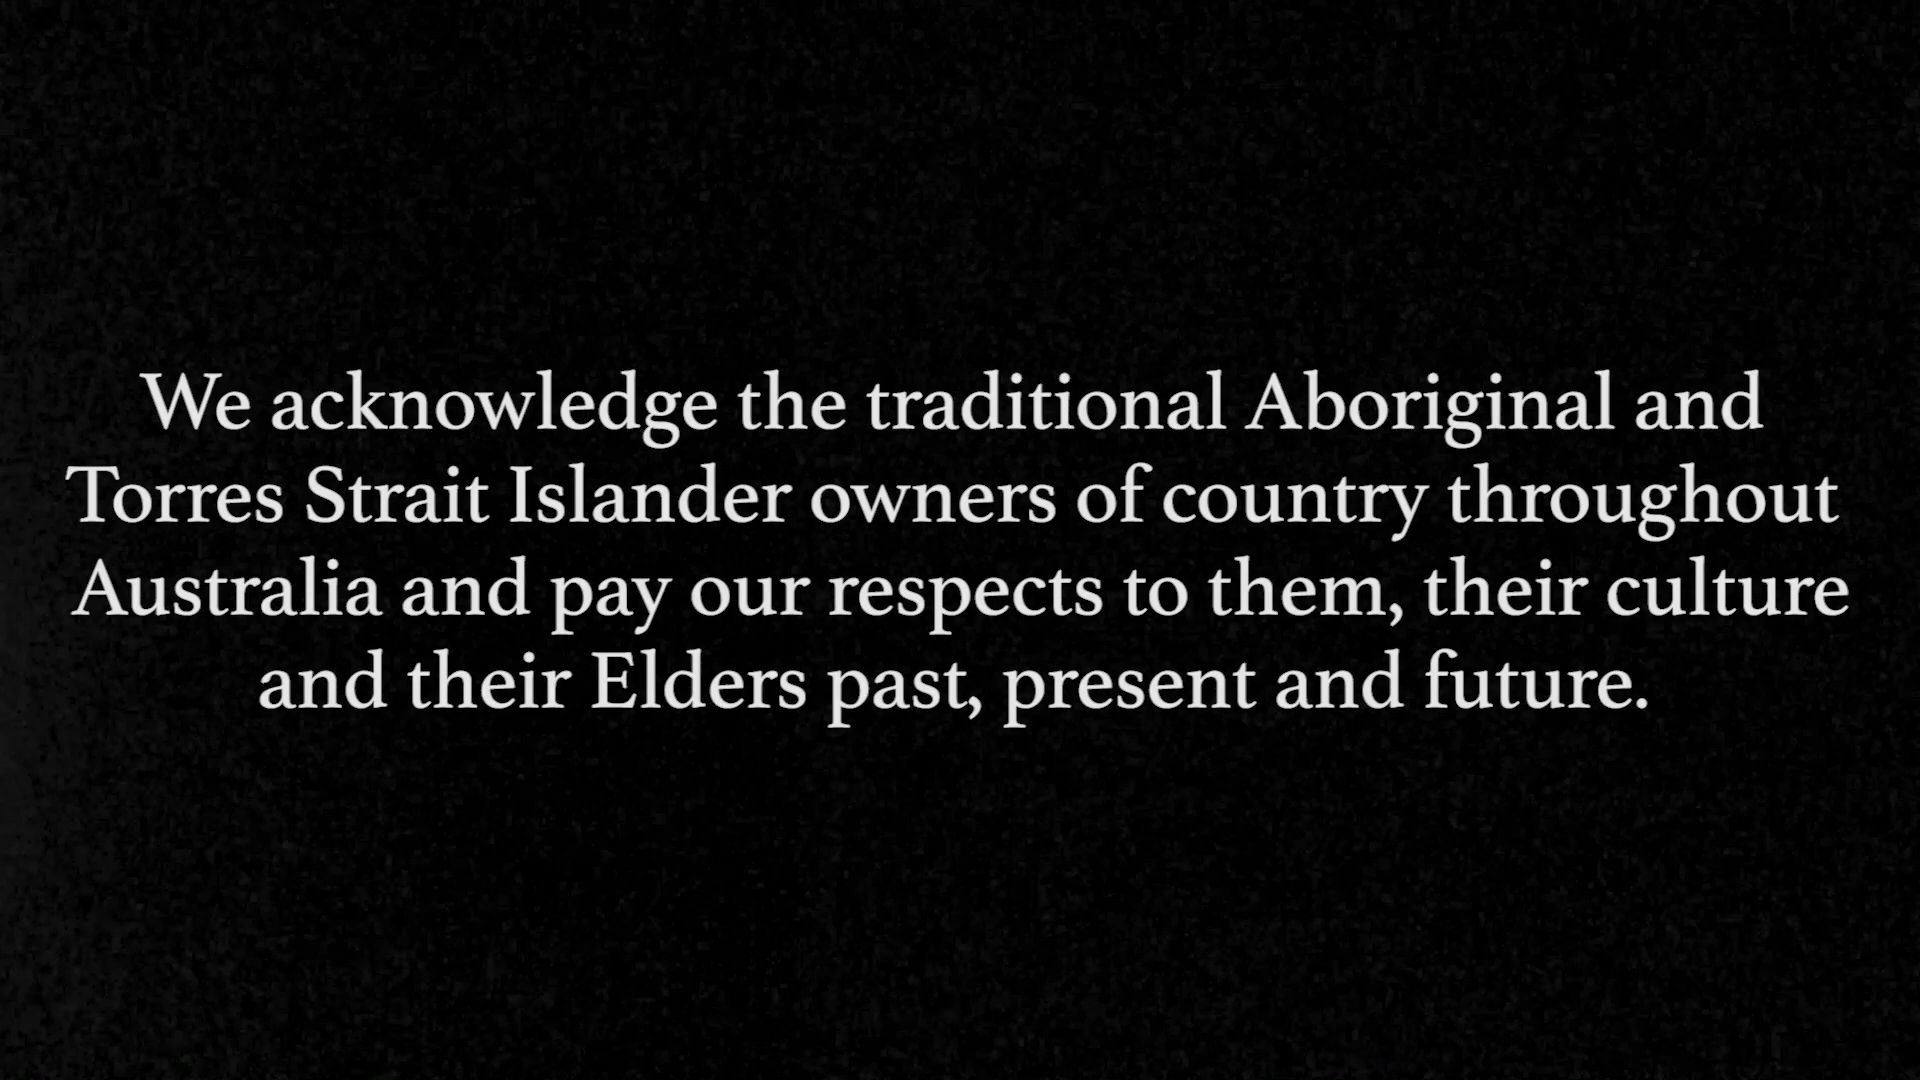 We acknowledge the traditional Aboriginal and
Torres Strait Islander owners of country throughout
Australia and pay our respects to them, their culture
and their Elders past, present and future.